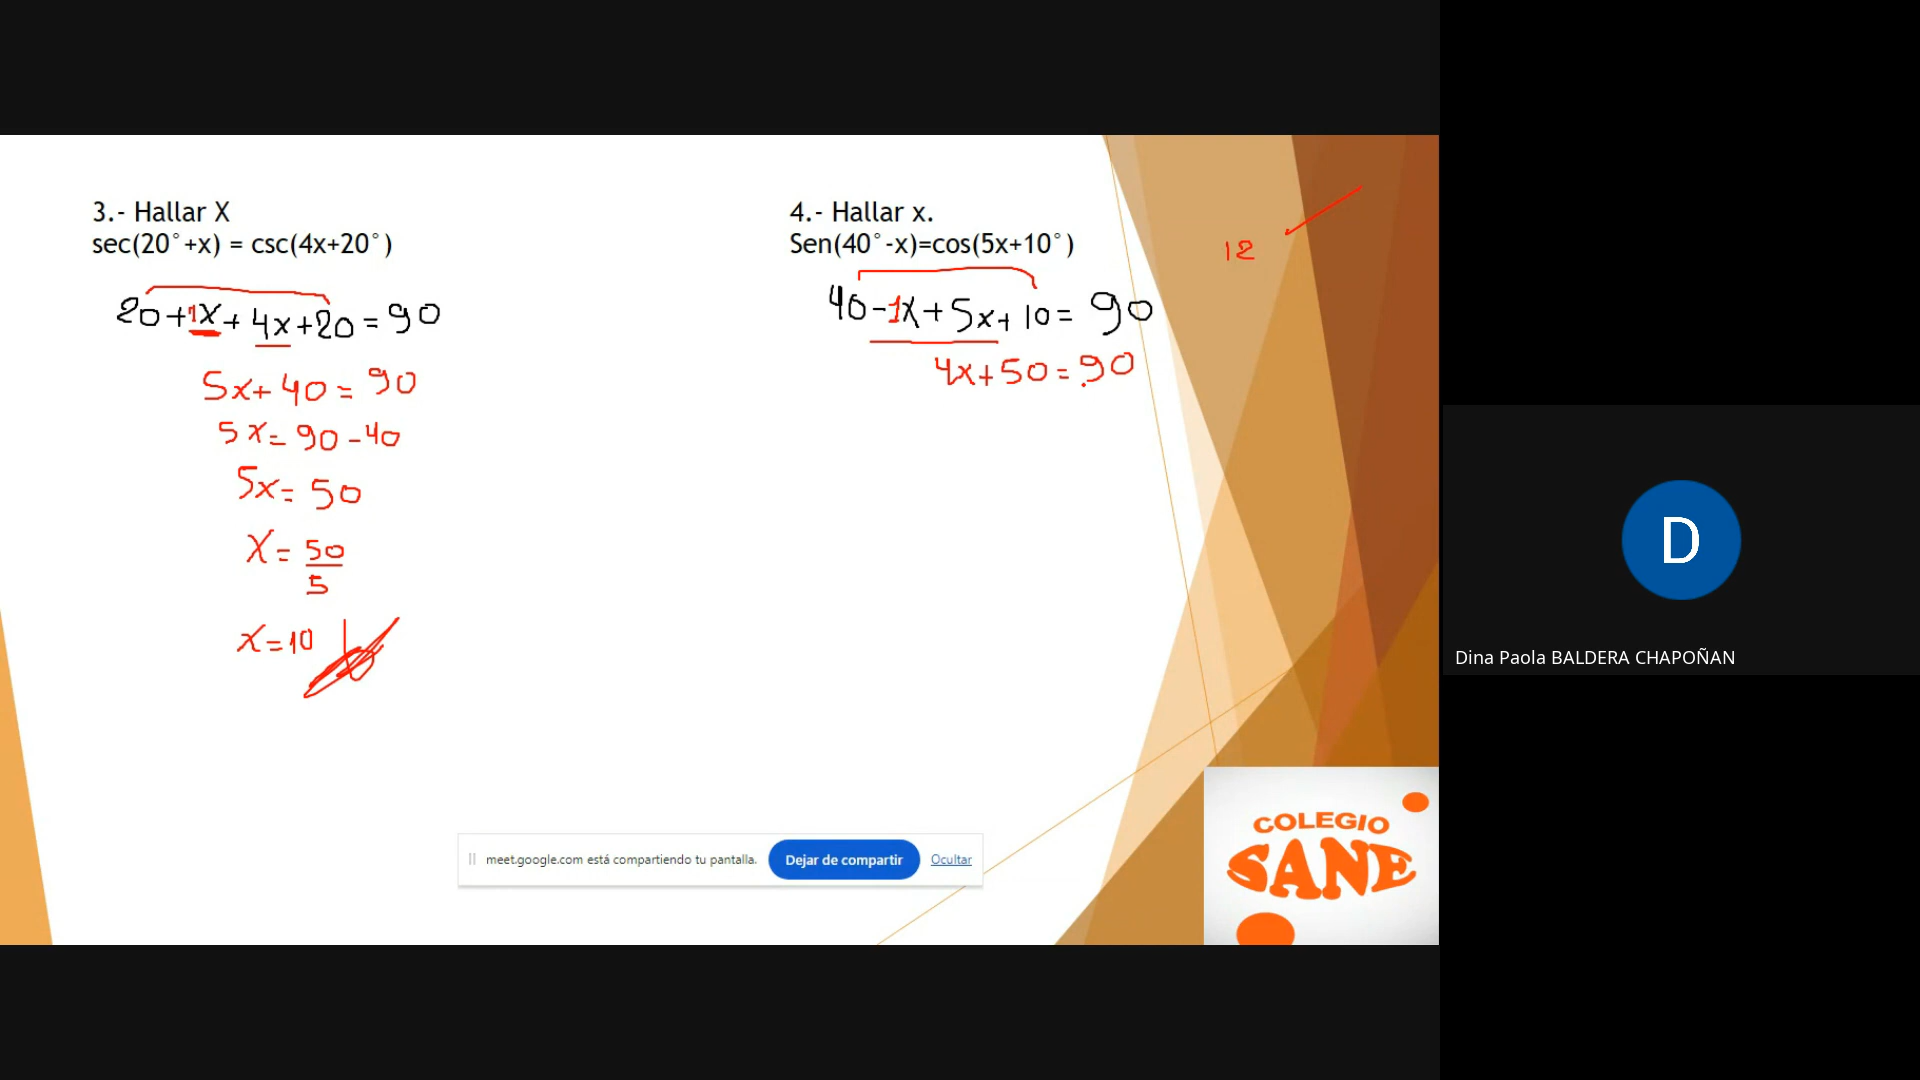 3.- Hallar X
sec(20°+x) = csc(4x+20°)
20+1x+4x+20=90
5x+40=90
5x=90-40
5x=50
x=50/5
x=10
4.- Hallar x.
Sen(40°-x)=cos(5x+10°)
40-1x+5x+10=90
4x+50=90
12
meet.google.com está compartiendo tu pantalla.
Dejar de compartir
Ocultar
COLEGIO
SANE
D
Dina Paola BALDERA CHAPOÑAN